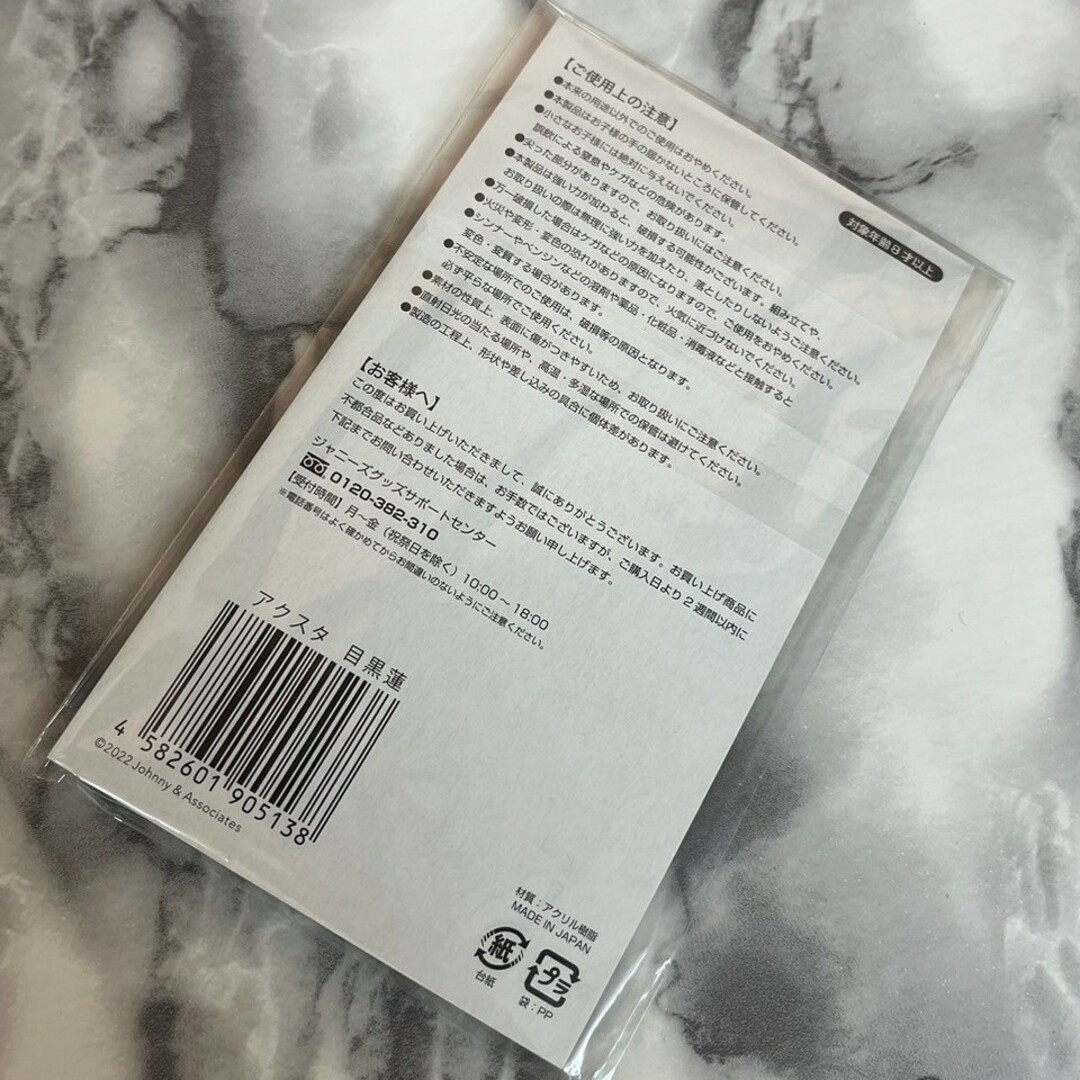 対象年齢8才以上
【ご使用上の注意】
●本来の用途以外でのご使用はおやめください。
●本製品はお子様の手の届かないところに保管してください。
●小さなお子様には絶対に与えないでください。
誤飲による窒息やケガなどの危険があります。
●尖った部分がありますので、お取り扱いにはご注意ください。
●本製品は強い力が加わると、破損する可能性がございます。組み立てや、
お取り扱いの際は無理に強い力を加えたり、落としたりしないようご注意ください。
●万一破損した場合はケガなどの原因になりますので、ご使用をおやめください。
●火災や変形・変色の恐れがありますので、火気に近づけないでください。
●シンナーやベンジンなどの溶剤や薬品・化粧品・消毒液などと接触すると
変色・変質する場合があります。
●不安定な場所でのご使用は、破損等の原因となります。
必ず平らな場所でご使用ください。
●素材の性質上、表面に傷がつきやすいため、お取り扱いにご注意ください。
●直射日光の当たる場所や、高温・多湿な場所での保管は避けてください。
●製造の工程上、形状や差し込みの具合に個体差があります。
【お客様へ】
この度はお買い上げいただきまして、誠にありがとうございます。お買い上げ商品に
不都合品などありました場合は、お手数ではございますが、ご購入日より2週間以内に
下記までお問い合わせいただきますようお願い申し上げます。
ジャニーズグッズサポートセンター
0120-382-310
【受付時間】月〜金（祝祭日を除く）10:00〜18:00
※電話番号はよく確かめてからお間違いのないようにご注意ください。
アクスタ 目黒蓮
4 582601 905138
©2022 Johnny & Associates
材質：アクリル樹脂
MADE IN JAPAN
紙
台紙
プラ
袋：PP